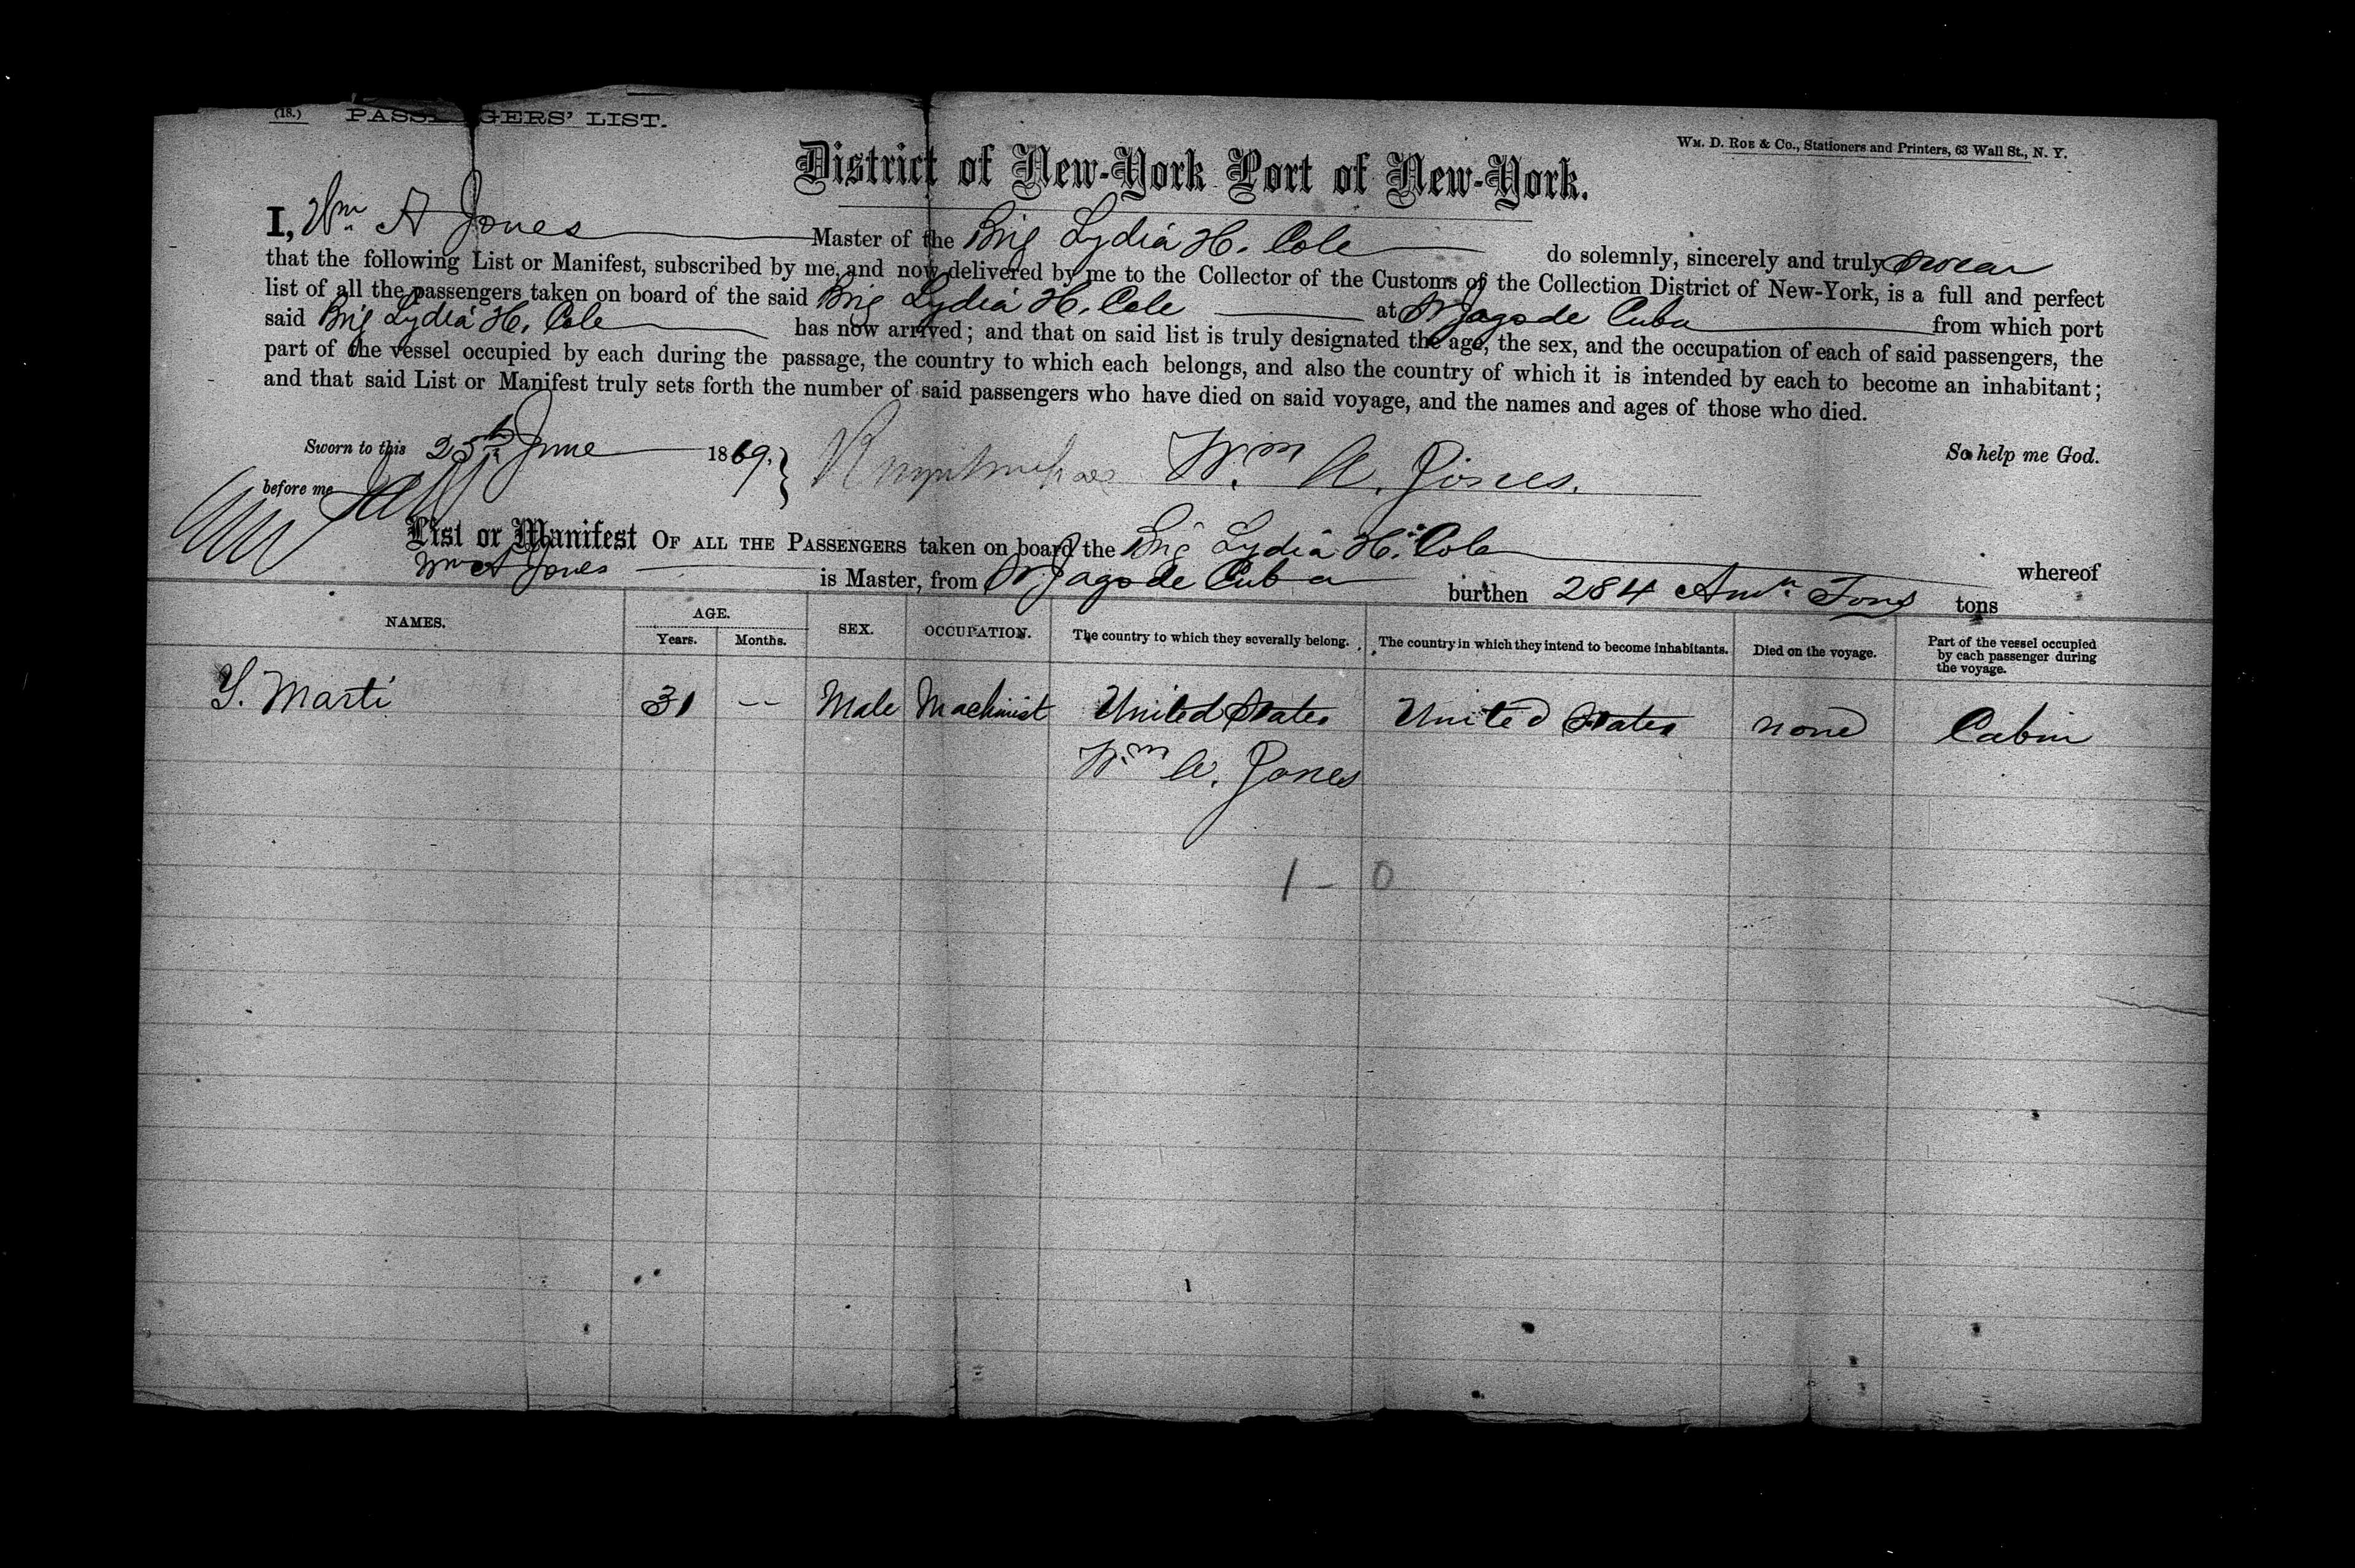 (18.) PASSENGERS' LIST.
WM. D. ROE & Co., Stationers and Printers, 63 Wall St., N. Y.
District of New-York Port of New-York.
I, Wm A Jones Master of the Brig Lydia H. Cole do solemnly, sincerely and truly swear
that the following List or Manifest, subscribed by me, and now delivered by me to the Collector of the Customs of the Collection District of New-York, is a full and perfect
list of all the passengers taken on board of the said Brig Lydia H. Cole at St Jago de Cuba from which port
said Brig Lydia H. Cole has now arrived; and that on said list is truly designated the age, the sex, and the occupation of each of said passengers, the
part of the vessel occupied by each during the passage, the country to which each belongs, and also the country of which it is intended by each to become an inhabitant;
and that said List or Manifest truly sets forth the number of said passengers who have died on said voyage, and the names and ages of those who died.
So help me God.
Sworn to this 25th June 1869. } Wm A. Jones.
before me
List or Manifest OF ALL THE PASSENGERS taken on board the Brig Lydia H. Cole whereof
Wm A Jones is Master, from St Jago de Cuba burthen 284 Amn Tons tons
NAMES. AGE. Years. Months. SEX. OCCUPATION. The country to which they severally belong. The country in which they intend to become inhabitants. Died on the voyage. Part of the vessel occupied by each passenger during the voyage.
Y. Marti 31 -- Male Machinist United States United States none Cabin
Wm A. Jones
1 - 0